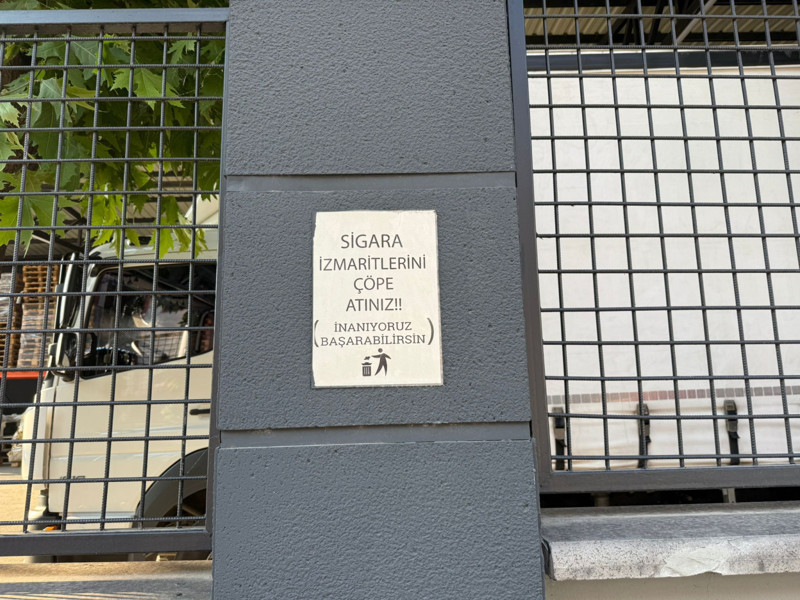 SİGARA
İZMARİTLERİNİ
ÇÖPE
ATINIZ!!
(İNANIYORUZ
BAŞARABİLİRSİN)